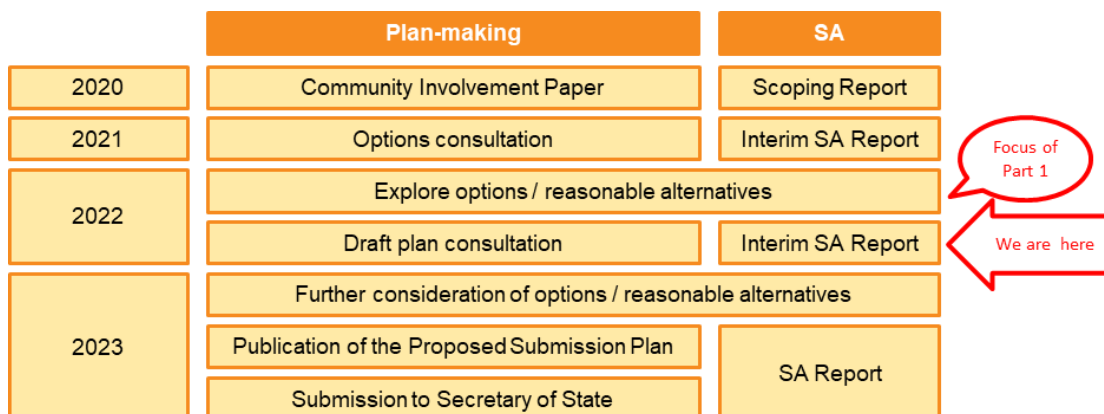 Plan-making SA
2020 Community Involvement Paper Scoping Report
2021 Options consultation Interim SA Report
Focus of
Part 1
2022
Explore options / reasonable alternatives
Draft plan consultation Interim SA Report
We are here
2023
Further consideration of options / reasonable alternatives
Publication of the Proposed Submission Plan
SA Report
Submission to Secretary of State